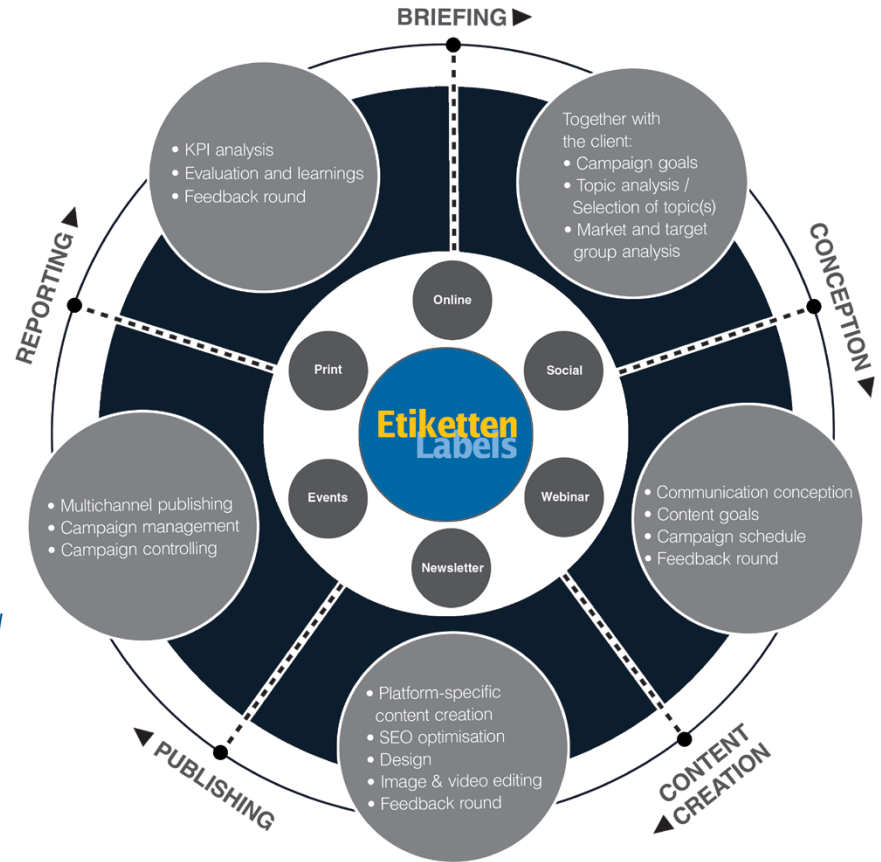 BRIEFING ▶
Together with
the client:
• Campaign goals
• Topic analysis /
Selection of topic(s)
• Market and target
group analysis
CONCEPTION ▶
• Communication conception
• Content goals
• Campaign schedule
• Feedback round
CONTENT
CREATION ▶
• Platform-specific
content creation
• SEO optimisation
• Design
• Image & video editing
• Feedback round
◀ PUBLISHING
• Multichannel publishing
• Campaign management
• Campaign controlling
REPORTING ▶
• KPI analysis
• Evaluation and learnings
• Feedback round
Online
Social
Webinar
Newsletter
Events
Print
Etiketten
Labels